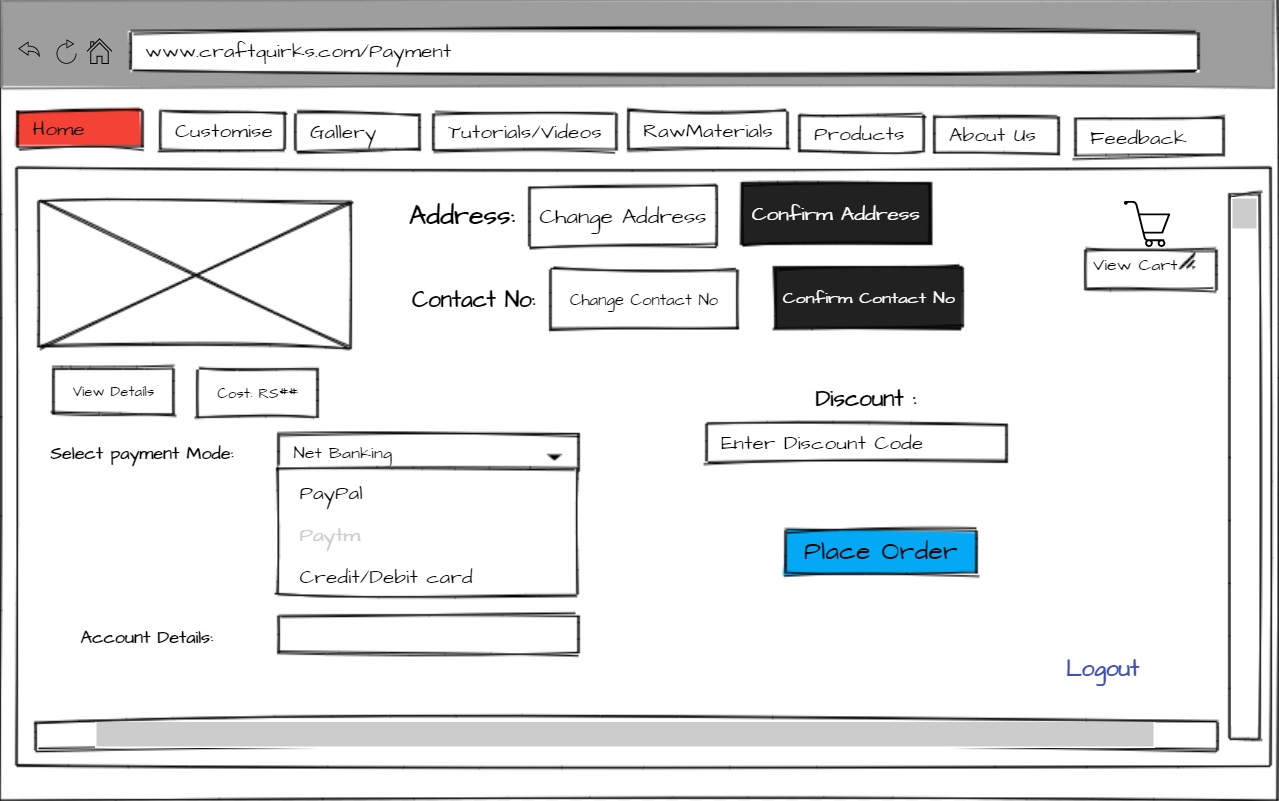 www.craftquirks.com/Payment
Home
Customise
Gallery
Tutorials/Videos
RawMaterials
Products
About Us
Feedback
Address:
Change Address
Confirm Address
View Cart
Contact No:
Change Contact No
Confirm Contact No
View Details
Cost: RS##
Discount :
Enter Discount Code
Select payment Mode:
Net Banking
PayPal
Paytm
Credit/Debit card
Place Order
Account Details:
Logout